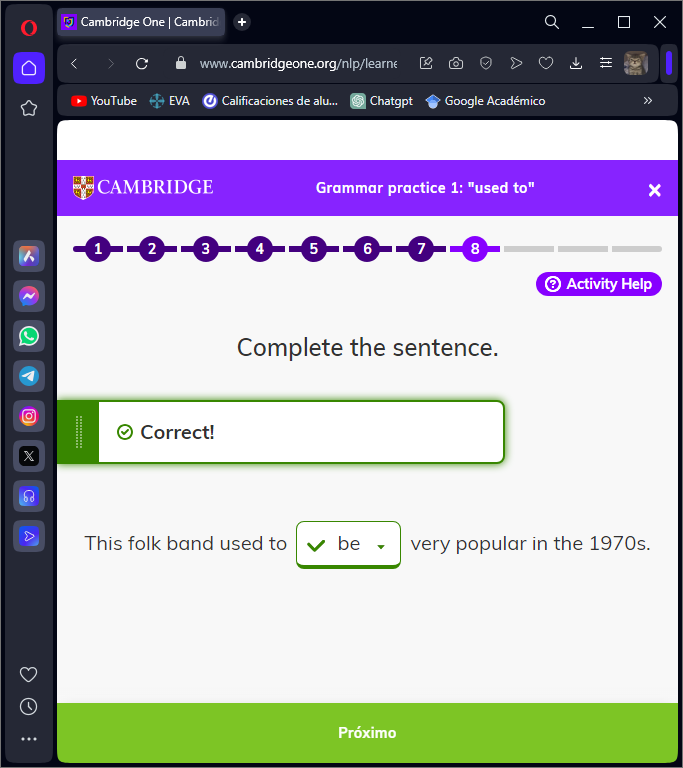 Cambridge One | Cambrid
www.cambridgeone.org/nlp/learne
YouTube EVA Calificaciones de alu... Chatgpt Google Académico »
CAMBRIDGE Grammar practice 1: "used to"
1 2 3 4 5 6 7 8
Activity Help
Complete the sentence.
Correct!
This folk band used to be very popular in the 1970s.
Próximo